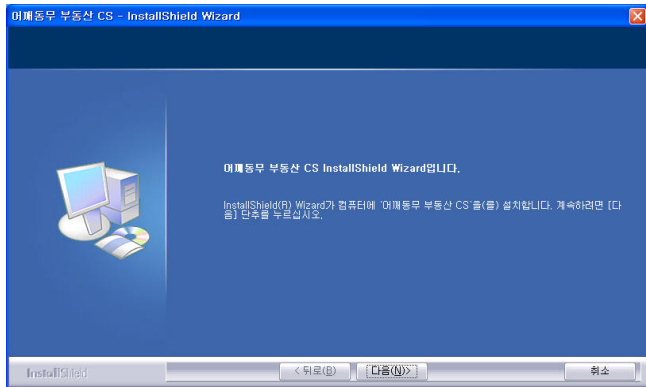 어깨동무 부동산 CS - InstallShield Wizard
어깨동무 부동산 CS InstallShield Wizard입니다.
InstallShield(R) Wizard가 컴퓨터에 '어깨동무 부동산 CS'을(를) 설치합니다. 계속하려면 [다
음] 단추를 누르십시오.
InstallShield
< 뒤로(B) 다음(N)> 취소